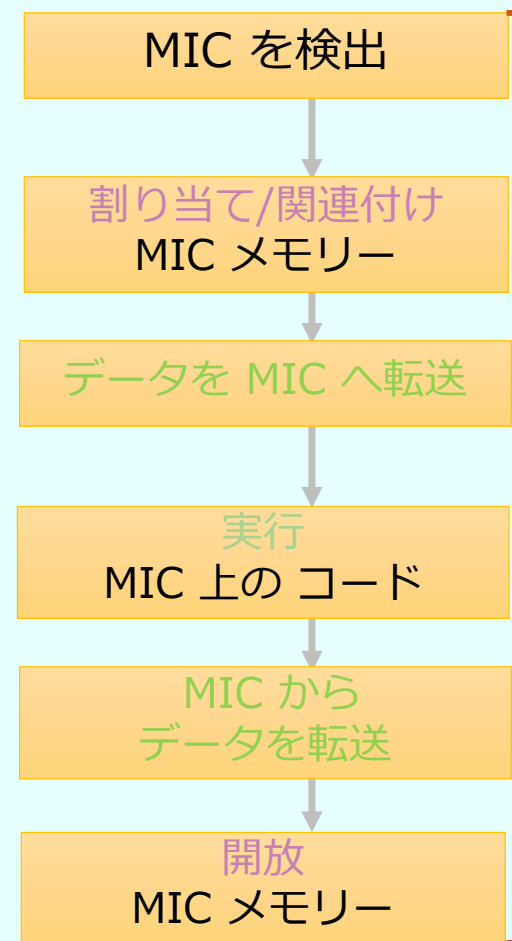 MIC を検出
割り当て/関連付け
MIC メモリー
データを MIC へ転送
実行
MIC 上の コード
MIC から
データを転送
開放
MIC メモリー